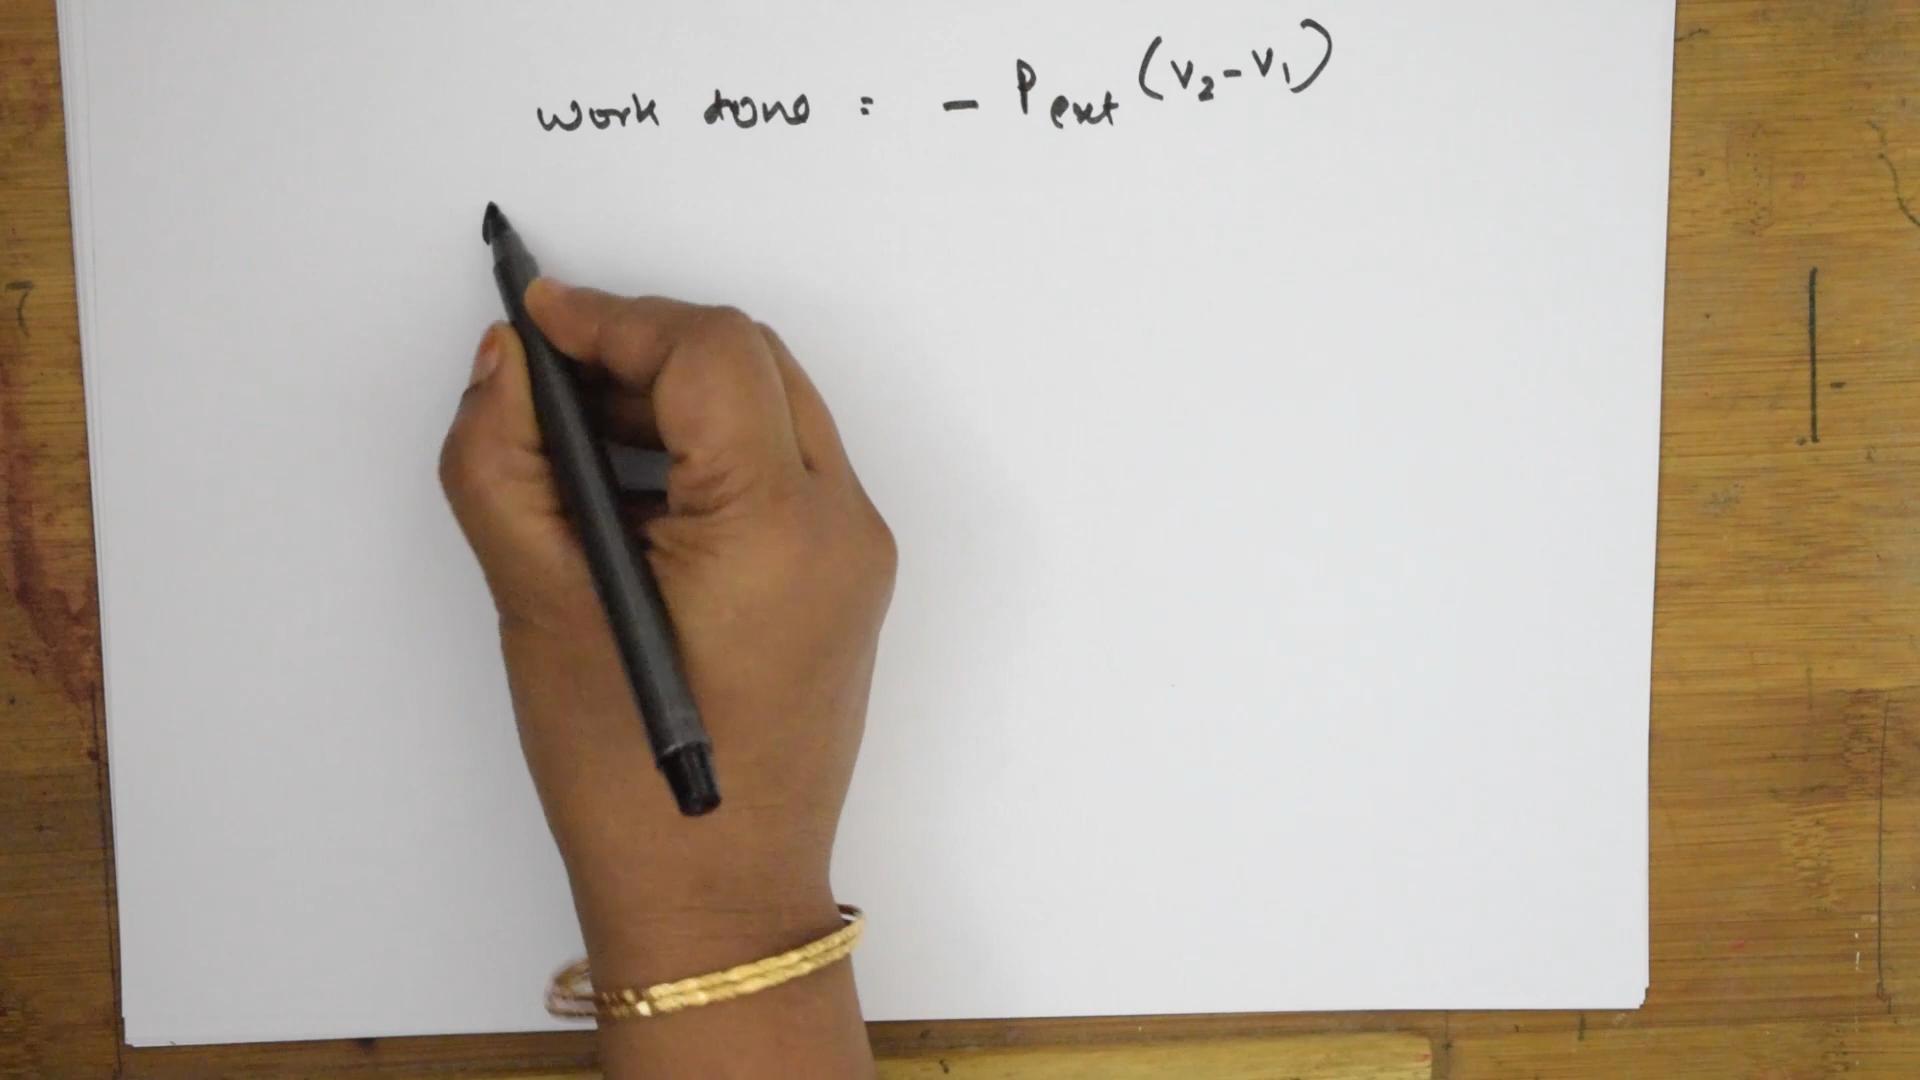 work done = - Pext (V2-V1)